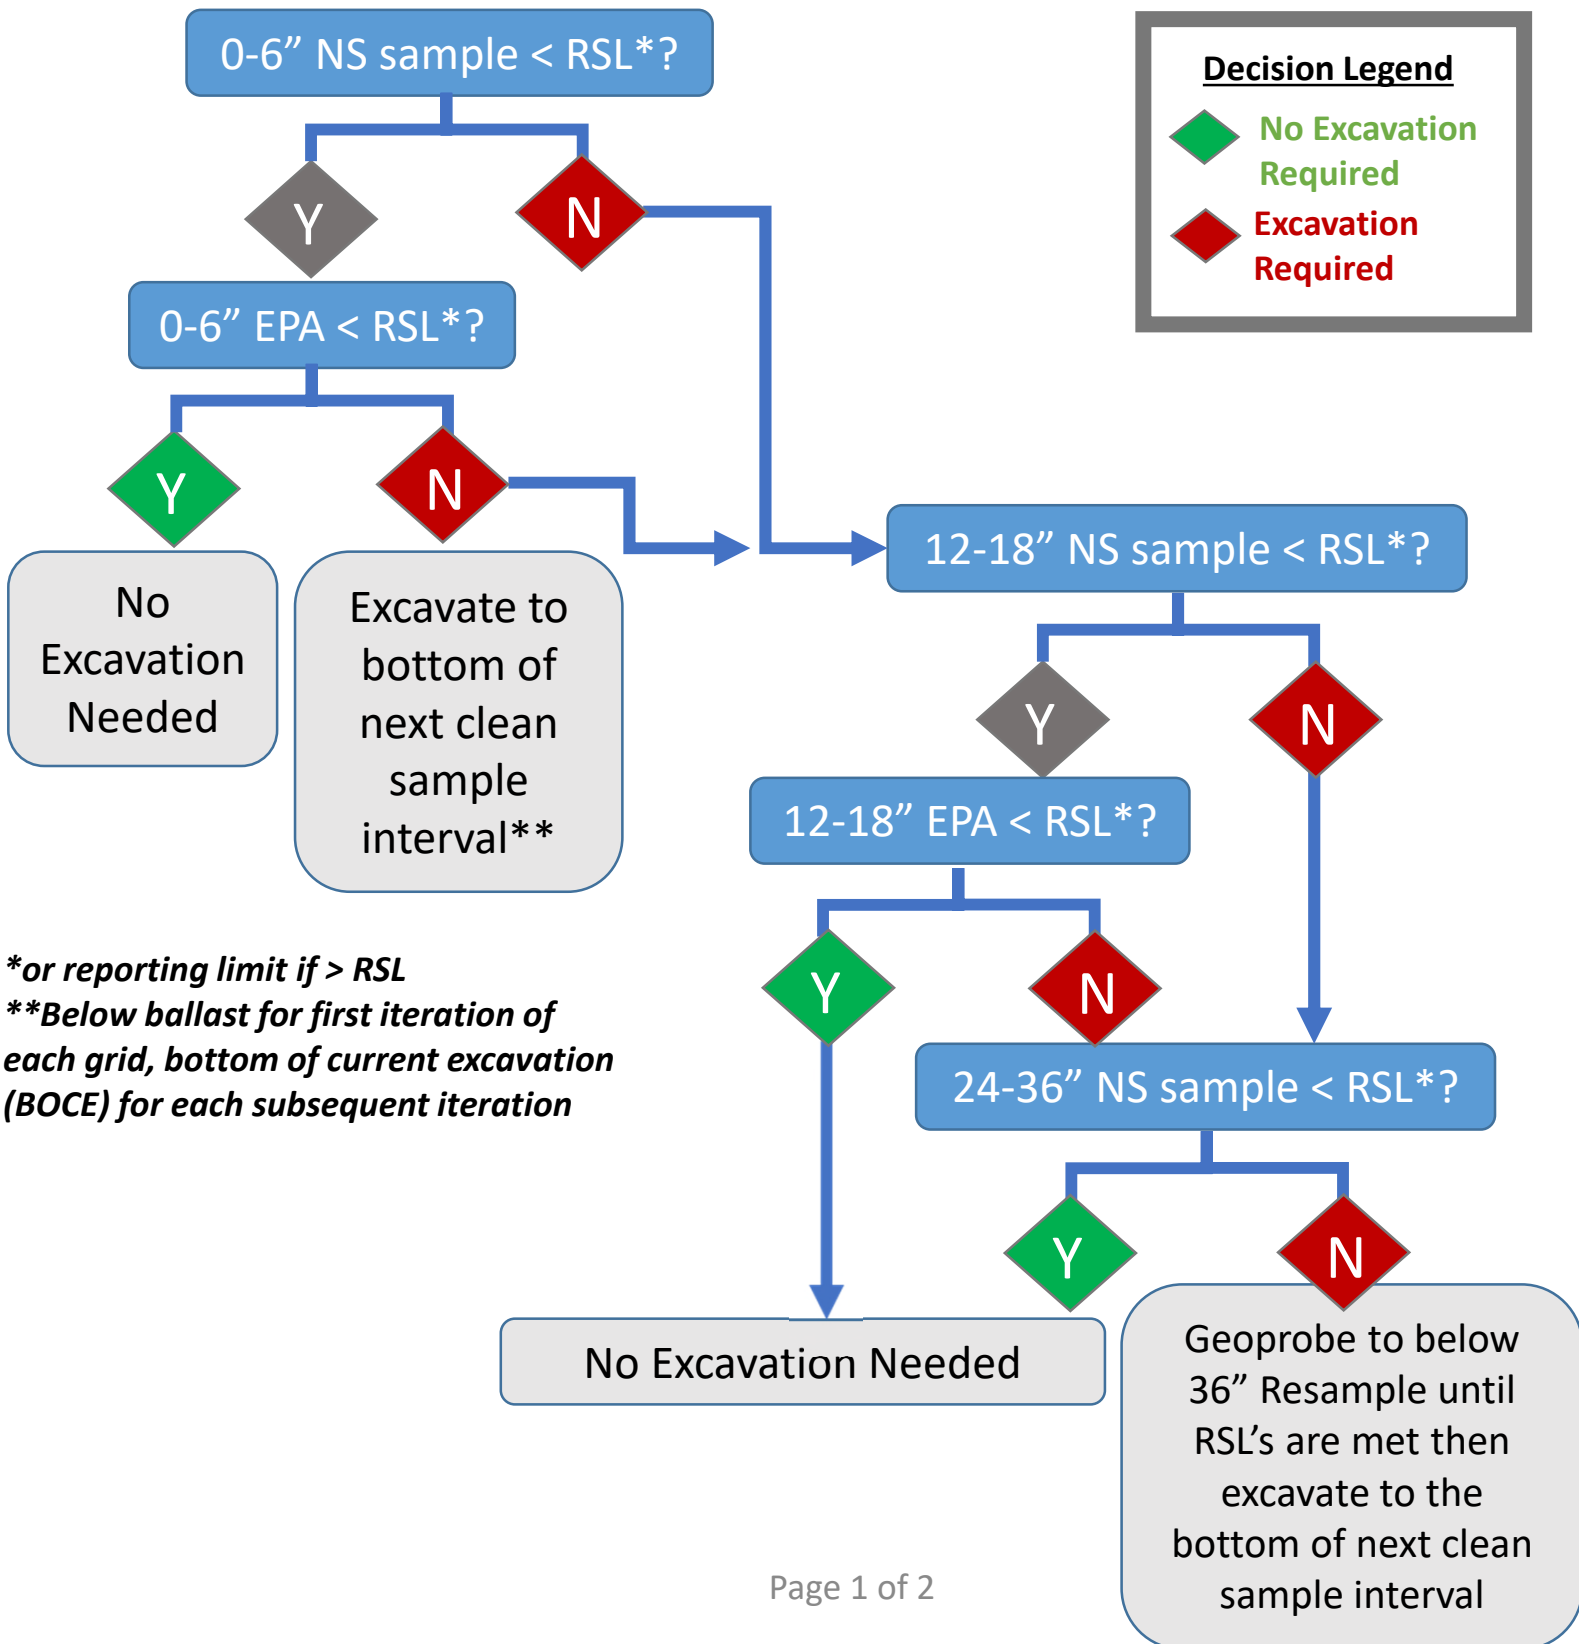 0-6” NS sample < RSL*?
Decision Legend
No Excavation
Required
Excavation
Required
Y
N
0-6” EPA < RSL*?
Y
N
No
Excavation
Needed
Excavate to
bottom of
next clean
sample
interval**
12-18” NS sample < RSL*?
Y
N
12-18” EPA < RSL*?
Y
N
*or reporting limit if > RSL
**Below ballast for first iteration of
each grid, bottom of current excavation
(BOCE) for each subsequent iteration
24-36” NS sample < RSL*?
Y
N
No Excavation Needed
Geoprobe to below
36” Resample until
RSL’s are met then
excavate to the
bottom of next clean
sample interval
Page 1 of 2